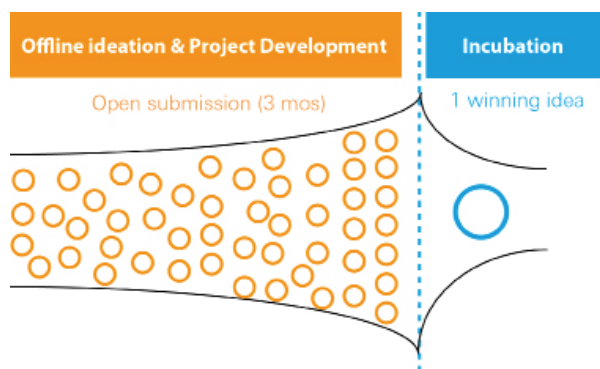 Offline ideation & Project Development
Incubation
Open submission (3 mos)
1 winning idea